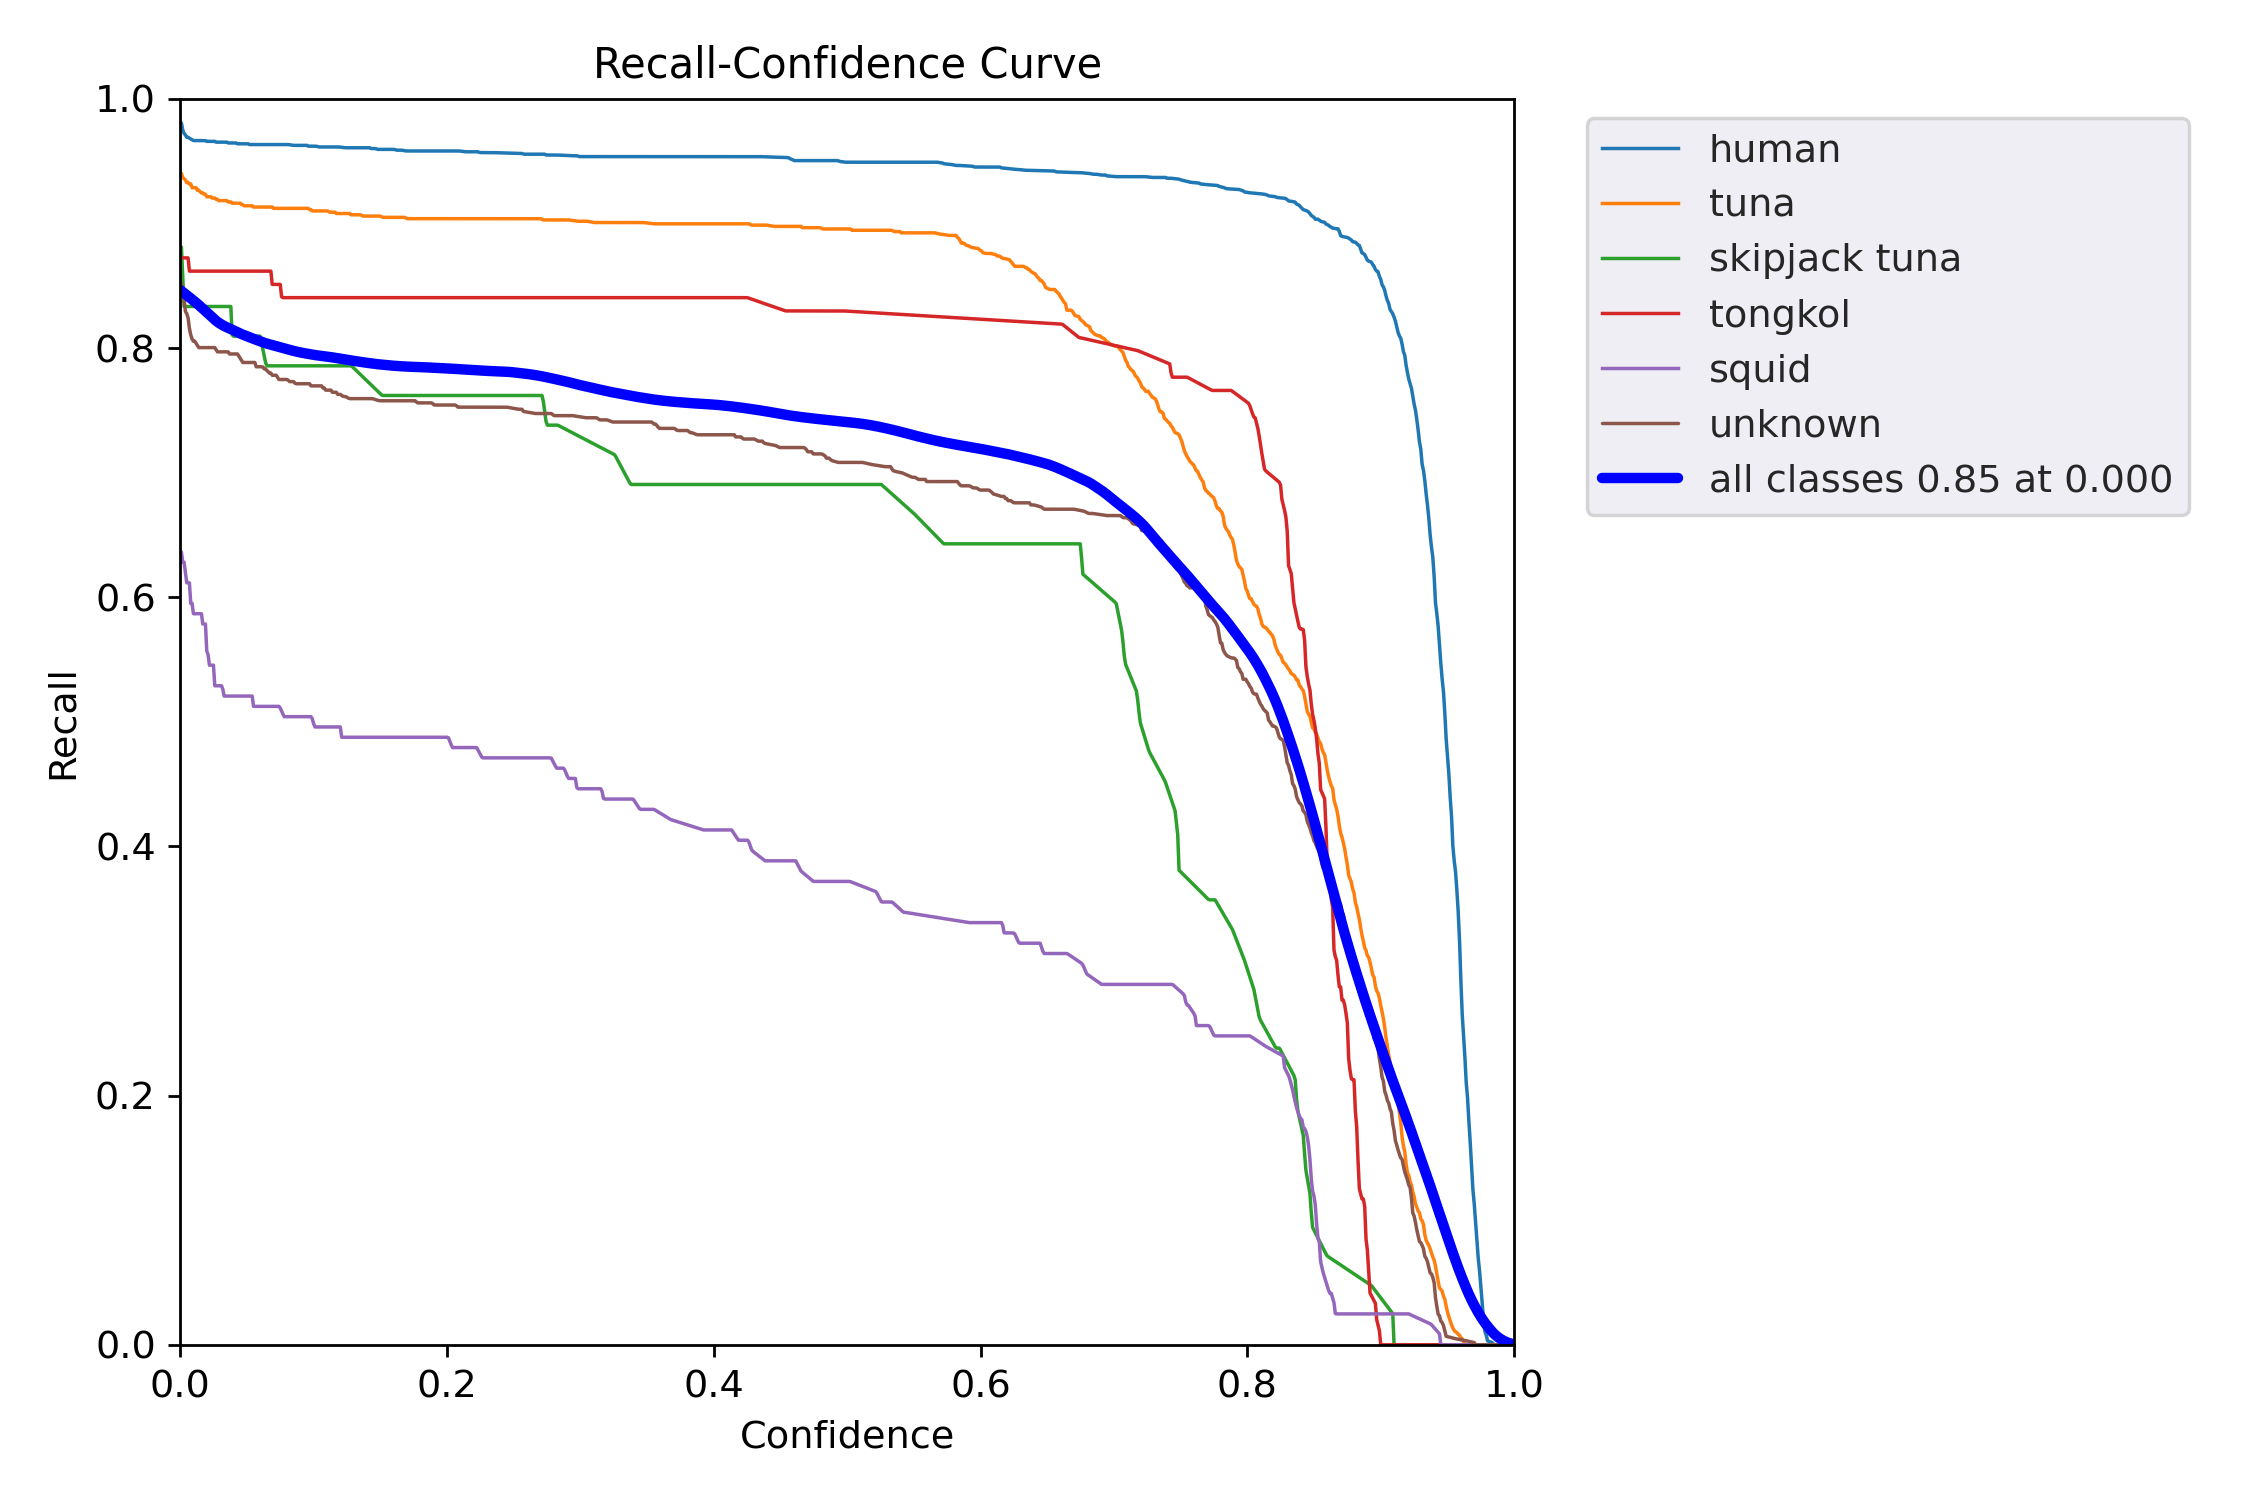 Recall-Confidence Curve
1.0
0.8
0.6
0.4
0.2
0.0
Recall
0.0 0.2 0.4 0.6 0.8 1.0
Confidence
human
tuna
skipjack tuna
tongkol
squid
unknown
all classes 0.85 at 0.000